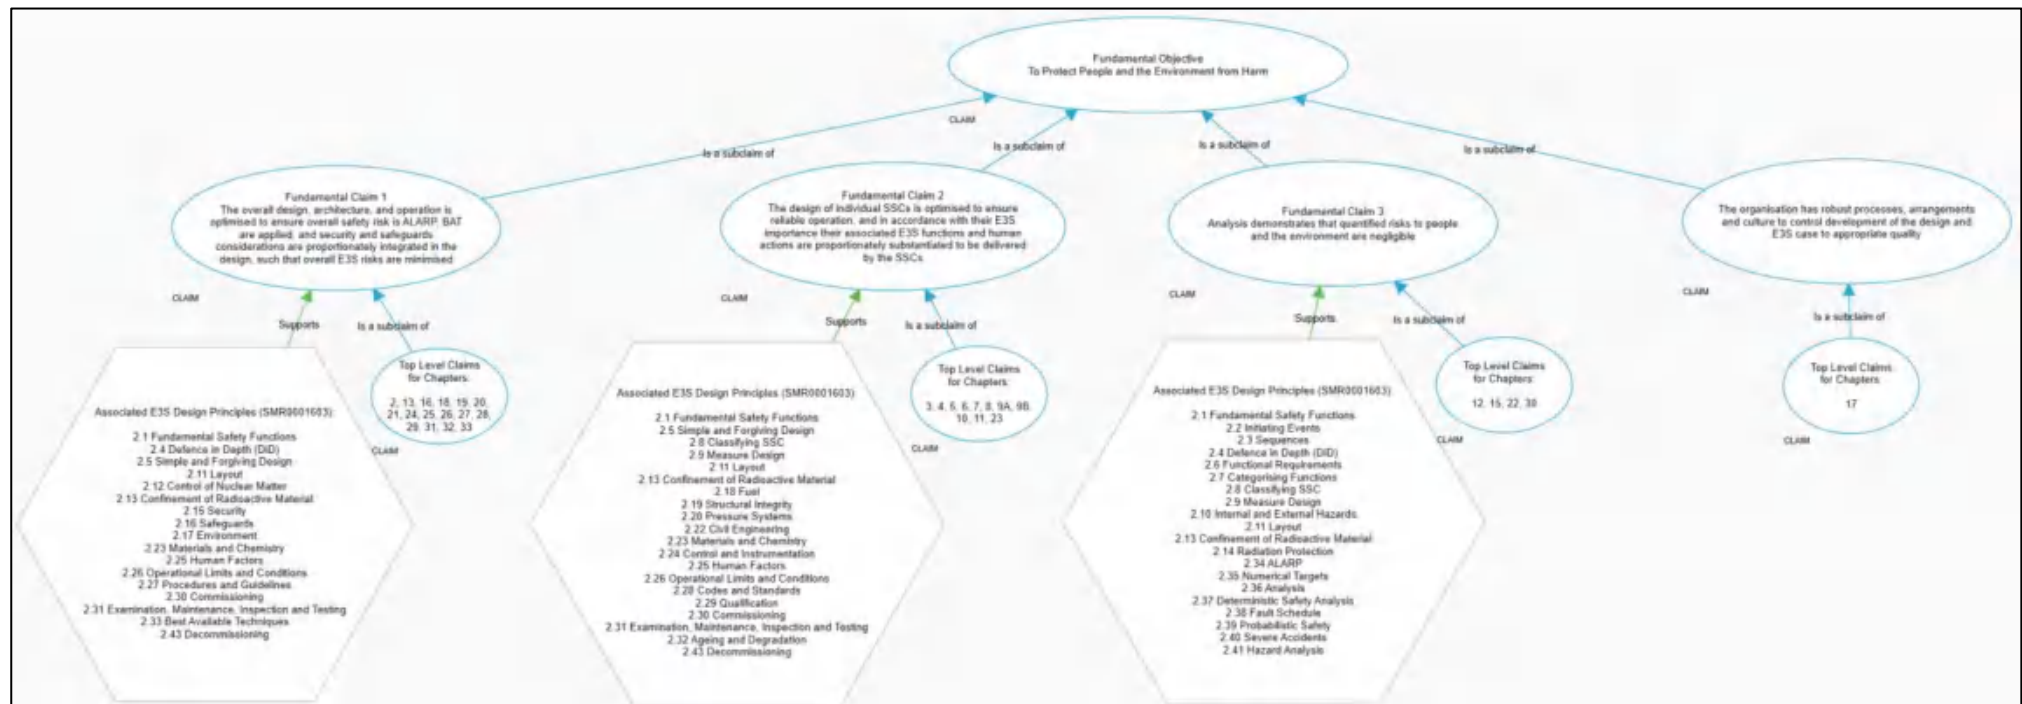 Fundamental Objective
To Protect People and the Environment from Harm
CLAIM
Is a subclaim of
Is a subclaim of
Is a subclaim of
Is a subclaim of
Fundamental Claim 1
The overall design, architecture, and operation is
optimised to ensure overall safety risk is ALARP, BAT
are applied, and security and safeguards
considerations are proportionately integrated in the
design, such that overall E3S risks are minimised
CLAIM
Supports
Is a subclaim of
Fundamental Claim 2
The design of individual SSCs is optimised to ensure
reliable operation, and in accordance with their E3S
importance their associated E3S functions and human
actions are proportionately substantiated to be delivered
by the SSCs
CLAIM
Supports
Is a subclaim of
Fundamental Claim 3
Analysis demonstrates that quantified risks to people
and the environment are negligible
CLAIM
Supports
Is a subclaim of
The organisation has robust processes, arrangements
and culture to control development of the design and
E3S case to appropriate quality
CLAIM
Is a subclaim of
Associated E3S Design Principles (SMR0001603)
2.1 Fundamental Safety Functions
2.4 Defence in Depth (DiD)
2.5 Simple and Forgiving Design
2.11 Layout
2.12 Control of Nuclear Matter
2.13 Confinement of Radioactive Material
2.15 Security
2.16 Safeguards
2.17 Environment
2.23 Materials and Chemistry
2.25 Human Factors
2.26 Operational Limits and Conditions
2.27 Procedures and Guidelines
2.30 Commissioning
2.31 Examination, Maintenance, Inspection and Testing
2.33 Best Available Techniques
2.43 Decommissioning
Top Level Claims
for Chapters:
2, 13, 16, 18, 19, 20,
21, 24, 25, 26, 27, 28,
29, 31, 32, 33
CLAIM
Associated E3S Design Principles (SMR0001603)
2.1 Fundamental Safety Functions
2.5 Simple and Forgiving Design
2.8 Classifying SSC
2.9 Measure Design
2.11 Layout
2.13 Confinement of Radioactive Material
2.18 Fuel
2.19 Structural Integrity
2.20 Pressure Systems
2.22 Civil Engineering
2.23 Materials and Chemistry
2.24 Control and Instrumentation
2.25 Human Factors
2.26 Operational Limits and Conditions
2.28 Codes and Standards
2.29 Qualification
2.30 Commissioning
2.31 Examination, Maintenance, Inspection and Testing
2.32 Ageing and Degradation
2.43 Decommissioning
Top Level Claims
for Chapters:
3, 4, 5, 6, 7, 8, 9A, 9B,
10, 11, 23
CLAIM
Associated E3S Design Principles (SMR0001603)
2.1 Fundamental Safety Functions
2.2 Initiating Events
2.3 Sequences
2.4 Defence in Depth (DiD)
2.6 Functional Requirements
2.7 Categorising Functions
2.8 Classifying SSC
2.9 Measure Design
2.10 Internal and External Hazards
2.11 Layout
2.13 Confinement of Radioactive Material
2.14 Radiation Protection
2.34 ALARP
2.35 Numerical Targets
2.36 Analysis
2.37 Deterministic Safety Analysis
2.38 Fault Schedule
2.39 Probabilistic Safety
2.40 Severe Accidents
2.41 Hazard Analysis
Top Level Claims
for Chapters:
12, 15, 22, 30
CLAIM
Top Level Claims
for Chapters:
17
CLAIM